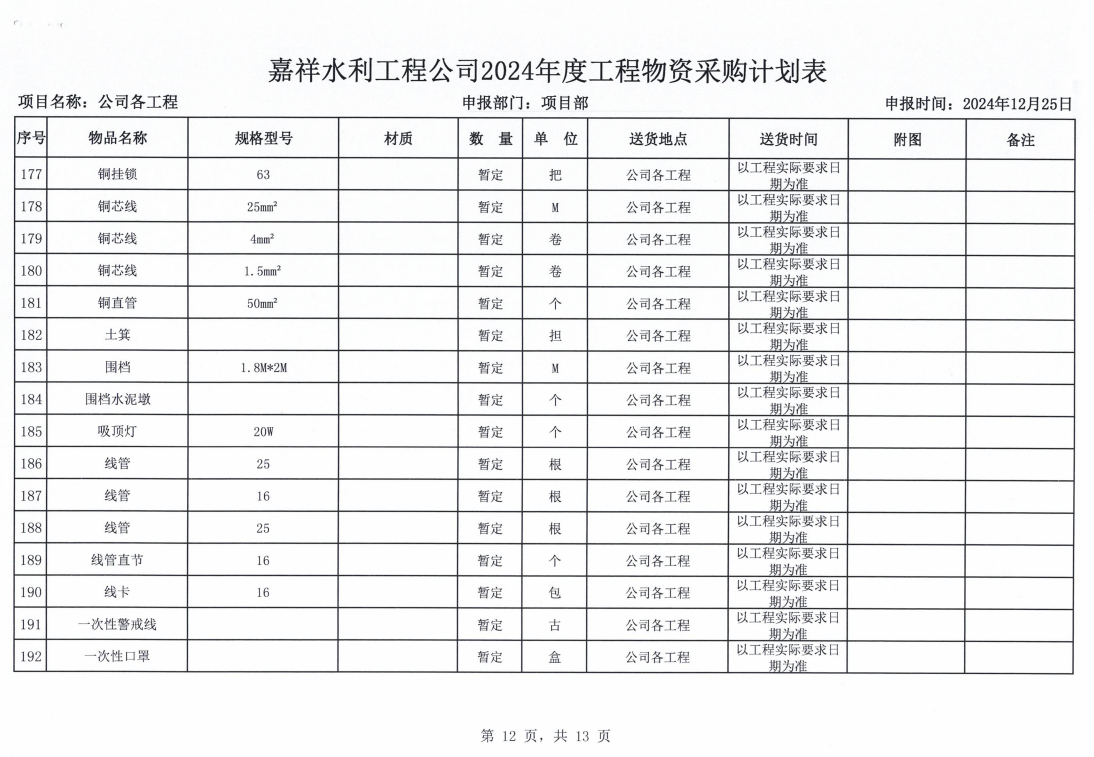 嘉祥水利工程公司2024年度工程物资采购计划表
项目名称：公司各工程 申报部门：项目部 申报时间：2024年12月25日
序号 物品名称 规格型号 材质 数 量 单 位 送货地点 送货时间 附图 备注
177 铜挂锁 63 暂定 把 公司各工程 以工程实际要求日期为准
178 铜芯线 25mm² 暂定 M 公司各工程 以工程实际要求日期为准
179 铜芯线 4mm² 暂定 卷 公司各工程 以工程实际要求日期为准
180 铜芯线 1.5mm² 暂定 卷 公司各工程 以工程实际要求日期为准
181 铜直管 50mm² 暂定 个 公司各工程 以工程实际要求日期为准
182 土箕 暂定 担 公司各工程 以工程实际要求日期为准
183 围档 1.8M*2M 暂定 M 公司各工程 以工程实际要求日期为准
184 围档水泥墩 暂定 个 公司各工程 以工程实际要求日期为准
185 吸顶灯 20W 暂定 个 公司各工程 以工程实际要求日期为准
186 线管 25 暂定 根 公司各工程 以工程实际要求日期为准
187 线管 16 暂定 根 公司各工程 以工程实际要求日期为准
188 线管 25 暂定 根 公司各工程 以工程实际要求日期为准
189 线管直节 16 暂定 个 公司各工程 以工程实际要求日期为准
190 线卡 16 暂定 包 公司各工程 以工程实际要求日期为准
191 一次性警戒线 暂定 古 公司各工程 以工程实际要求日期为准
192 一次性口罩 暂定 盒 公司各工程 以工程实际要求日期为准
第 12 页，共 13 页